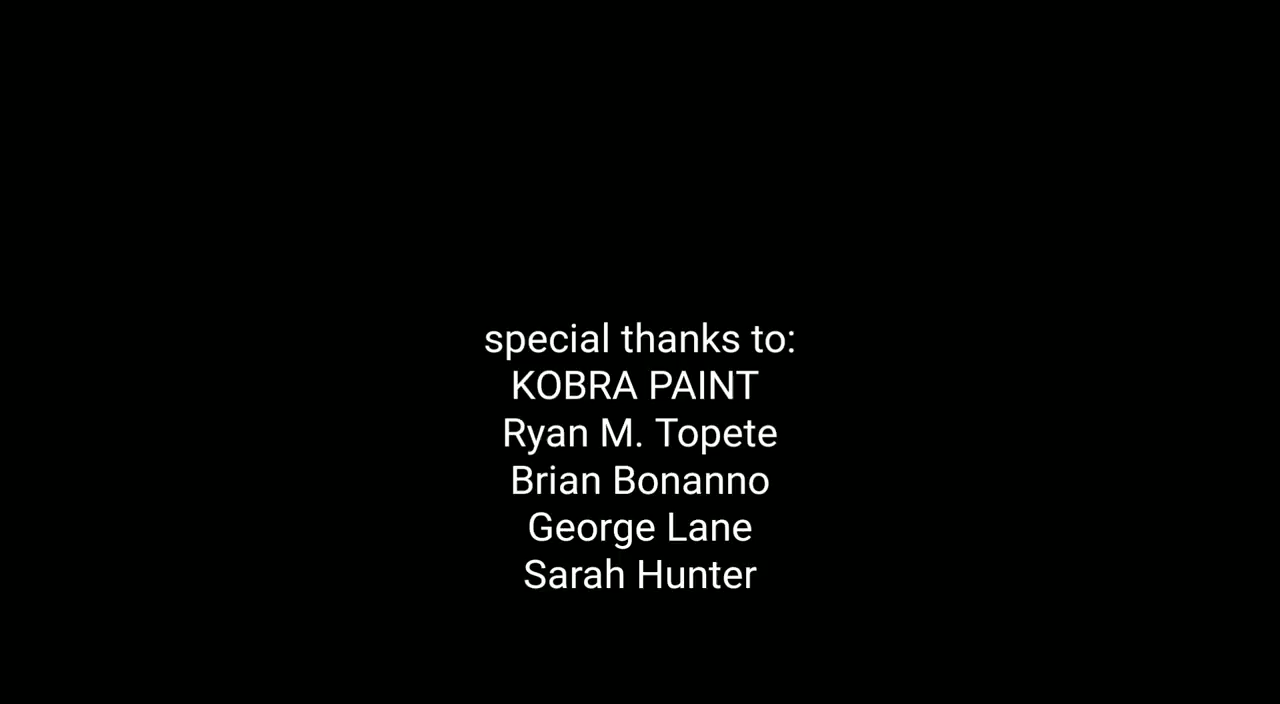 special thanks to:
KOBRA PAINT
Ryan M. Topete
Brian Bonanno
George Lane
Sarah Hunter